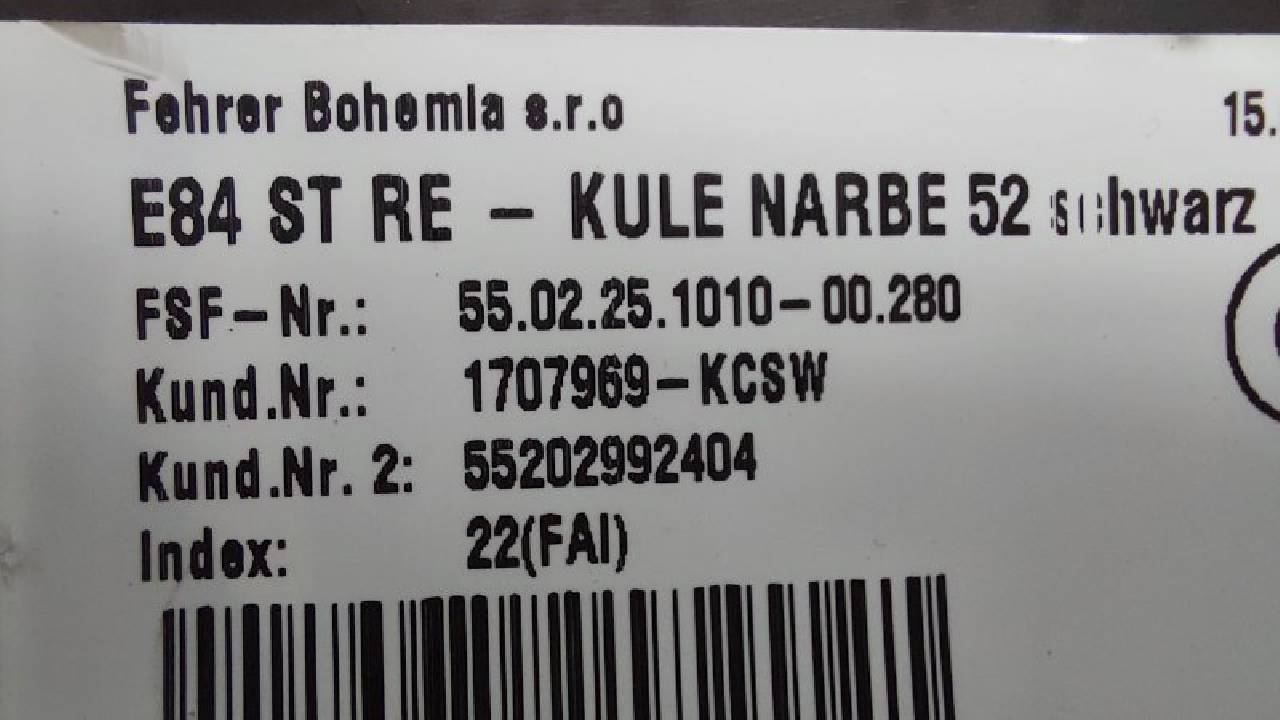 Fehrer Bohemia s.r.o 15.
E84 ST RE - KULE NARBE 52 schwarz
FSF-Nr.: 55.02.25.1010-00.280
Kund.Nr.: 1707969-KCSW
Kund.Nr. 2: 55202992404
Index: 22(FAI)